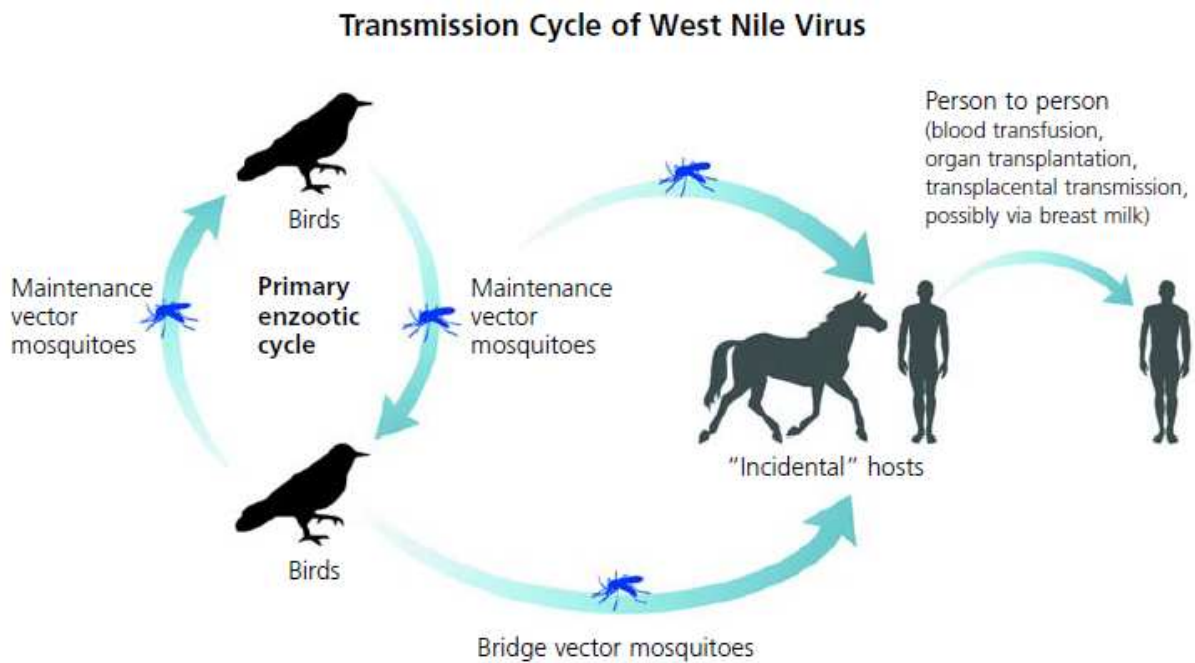 Transmission Cycle of West Nile Virus
Person to person
(blood transfusion,
organ transplantation,
transplacental transmission,
possibly via breast milk)
Birds
Maintenance
vector
mosquitoes
Primary
enzootic
cycle
Maintenance
vector
mosquitoes
"Incidental" hosts
Birds
Bridge vector mosquitoes